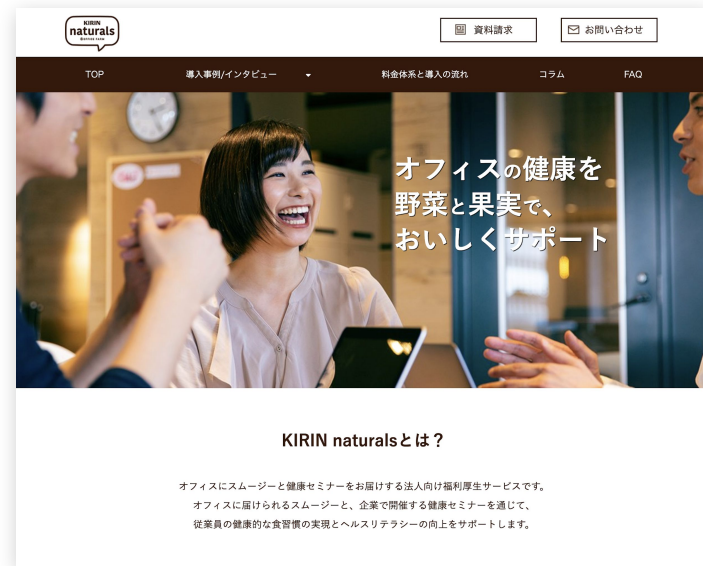 KIRIN
naturals
資料請求
お問い合わせ
TOP
導入事例/インタビュー
料金体系と導入の流れ
コラム
FAQ
オフィスの健康を
野菜と果実で、
おいしくサポート
KIRIN naturalsとは？
オフィスにスムージーと健康セミナーをお届けする法人向け福利厚生サービスです。
オフィスに届けられるスムージーと、企業で開催する健康セミナーを通じて、
従業員の健康的な食習慣の実現とヘルスリテラシーの向上をサポートします。